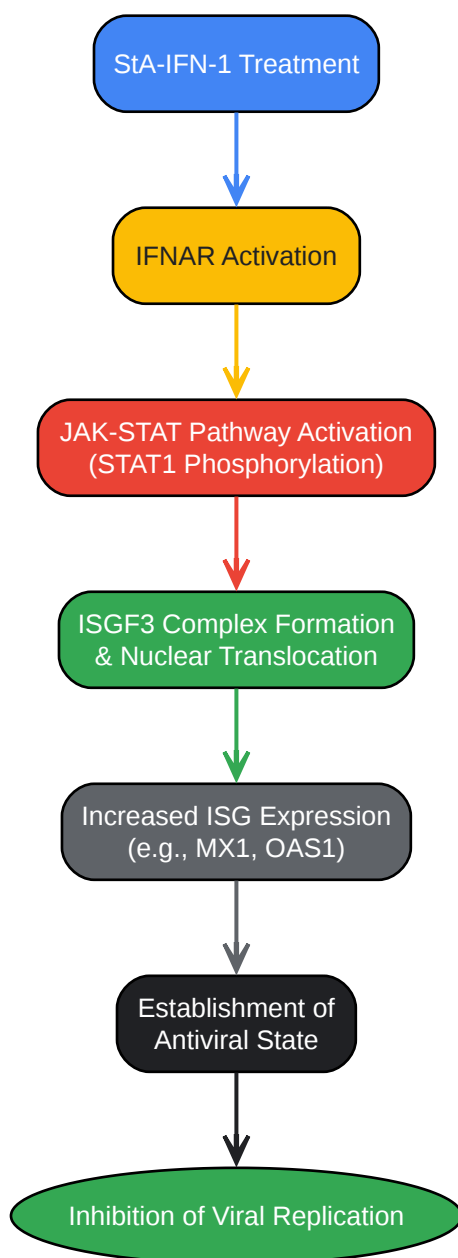 StA-IFN-1 Treatment
IFNAR Activation
JAK-STAT Pathway Activation
(STAT1 Phosphorylation)
ISGF3 Complex Formation
& Nuclear Translocation
Increased ISG Expression
(e.g., MX1, OAS1)
Establishment of
Antiviral State
Inhibition of Viral Replication